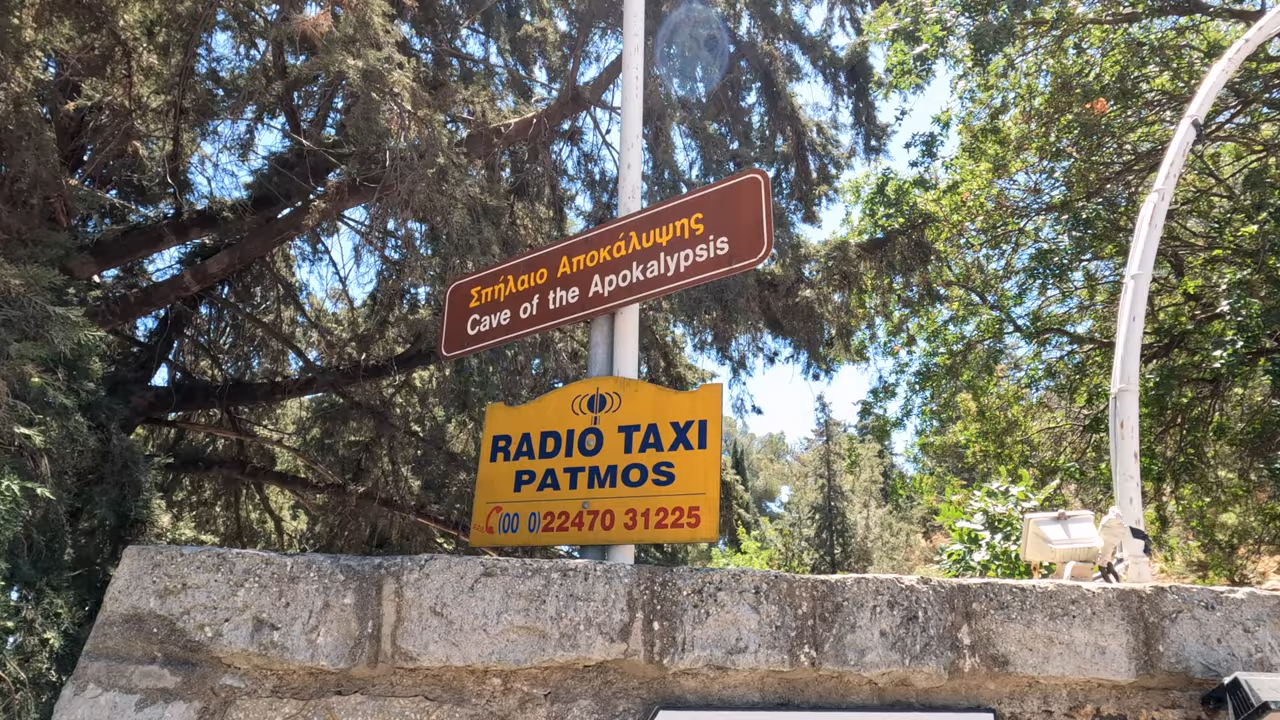 Σπήλαιο Αποκάλυψης
Cave of the Apokalypsis
RADIO TAXI
PATMOS
(00 0)22470 31225